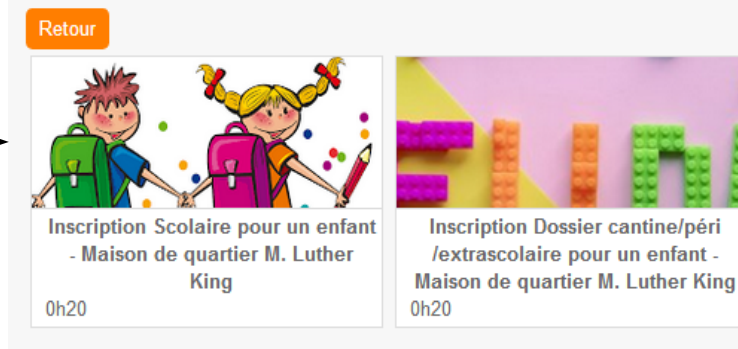 Retour
Inscription Scolaire pour un enfant
- Maison de quartier M. Luther
King
0h20
Inscription Dossier cantine/péri
/extrascolaire pour un enfant -
Maison de quartier M. Luther King
0h20